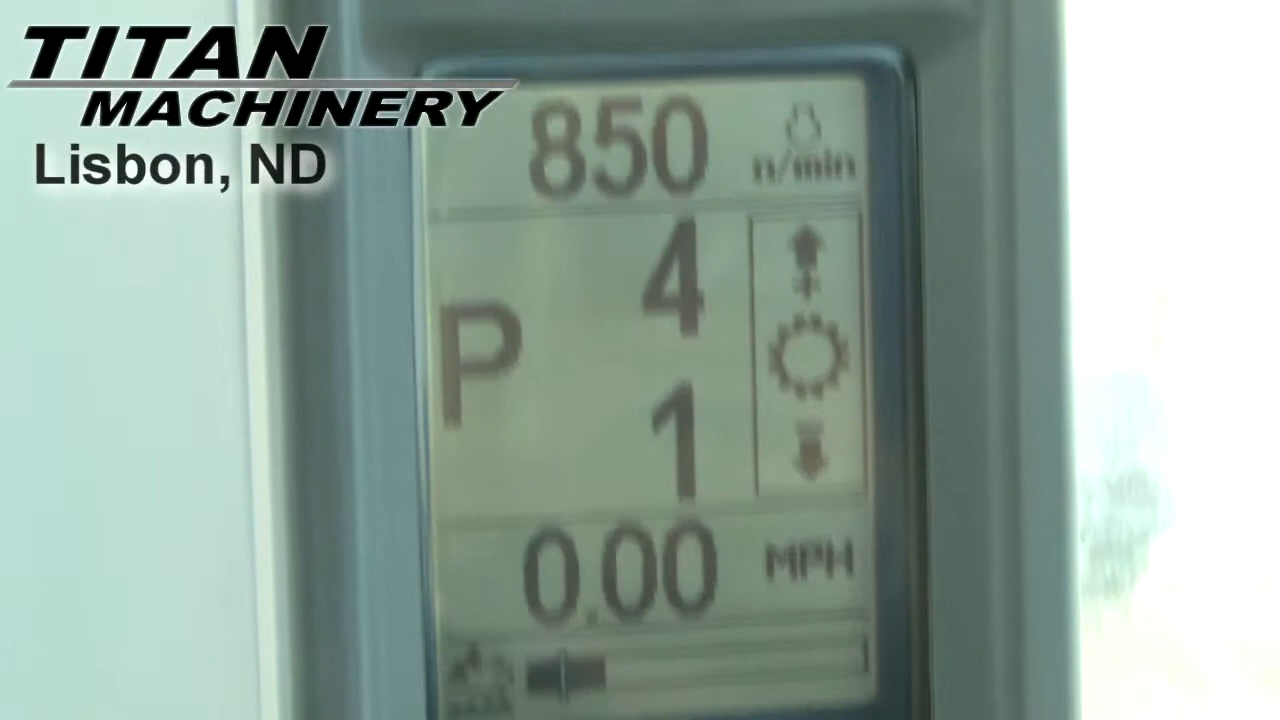 TITAN
MACHINERY
Lisbon, ND
850
n/min
4
P
1
0.00 MPH